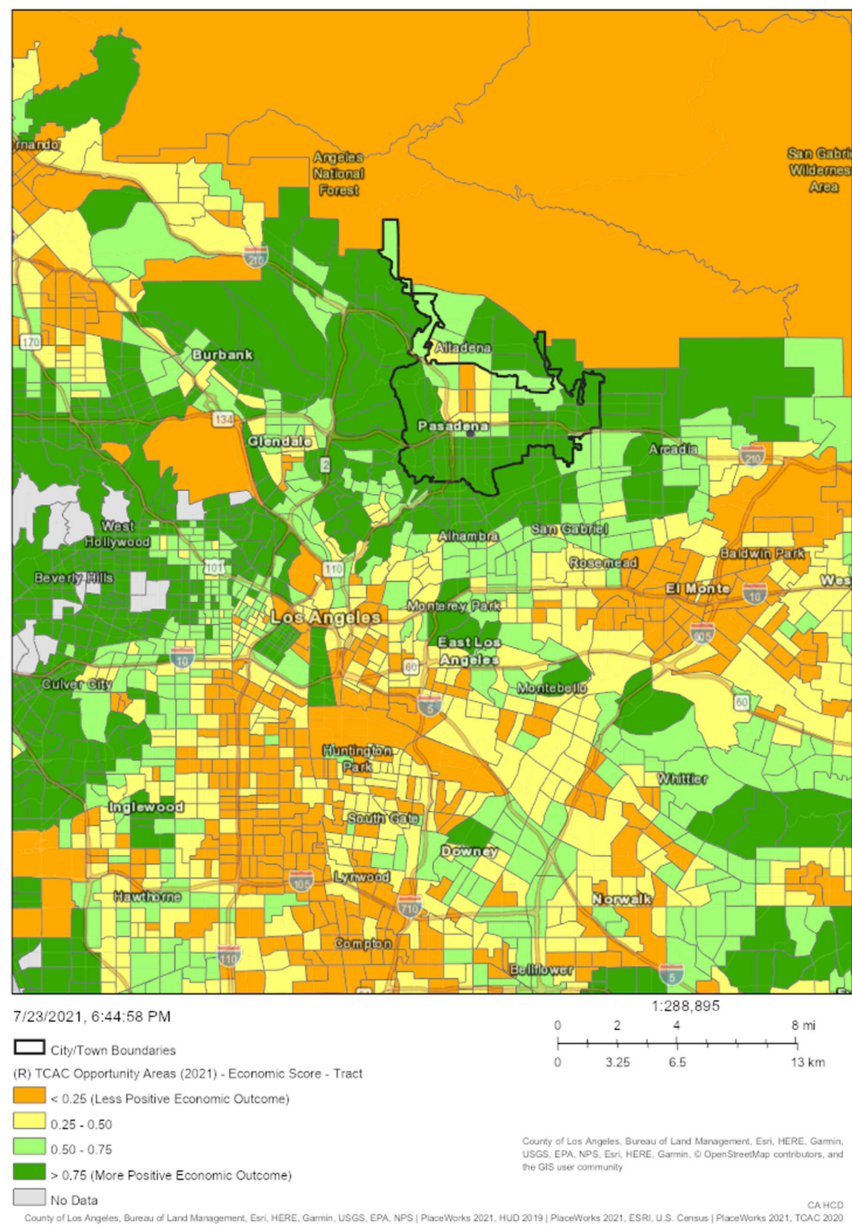 rnando
Angeles
National
Forest
San Gabrie
Wilderness
Area
210
170
Altadena
Burbank
134
Pasadena
Glendale
Arcadia
210
2
West
Hollywood
Alhambra
San Gabriel
Baldwin Park
101
110
Rosemead
Beverly Hills
El Monte
Wes
10
Monterey Park
Los Angeles
605
East Los
Angeles
10
60
Culver City
Montebello
60
5
Huntington
Park
Whittier
Inglewood
South Gate
Downey
Lynwood
105
Hawthorne
Norwalk
710
Compton
110
Bellflower
5
7/23/2021, 6:44:58 PM
1:288,895
0 2 4 8 mi
0 3.25 6.5 13 km
City/Town Boundaries
(R) TCAC Opportunity Areas (2021) - Economic Score - Tract
< 0.25 (Less Positive Economic Outcome)
0.25 - 0.50
0.50 - 0.75
> 0.75 (More Positive Economic Outcome)
No Data
County of Los Angeles, Bureau of Land Management, Esri, HERE, Garmin,
USGS, EPA, NPS, Esri, HERE, Garmin, © OpenStreetMap contributors, and
the GIS user community
CA HCD
County of Los Angeles, Bureau of Land Management, Esri, HERE, Garmin, USGS, EPA, NPS | PlaceWorks 2021, HUD 2019 | PlaceWorks 2021, ESRI, U.S. Census | PlaceWorks 2021, TCAC 2020